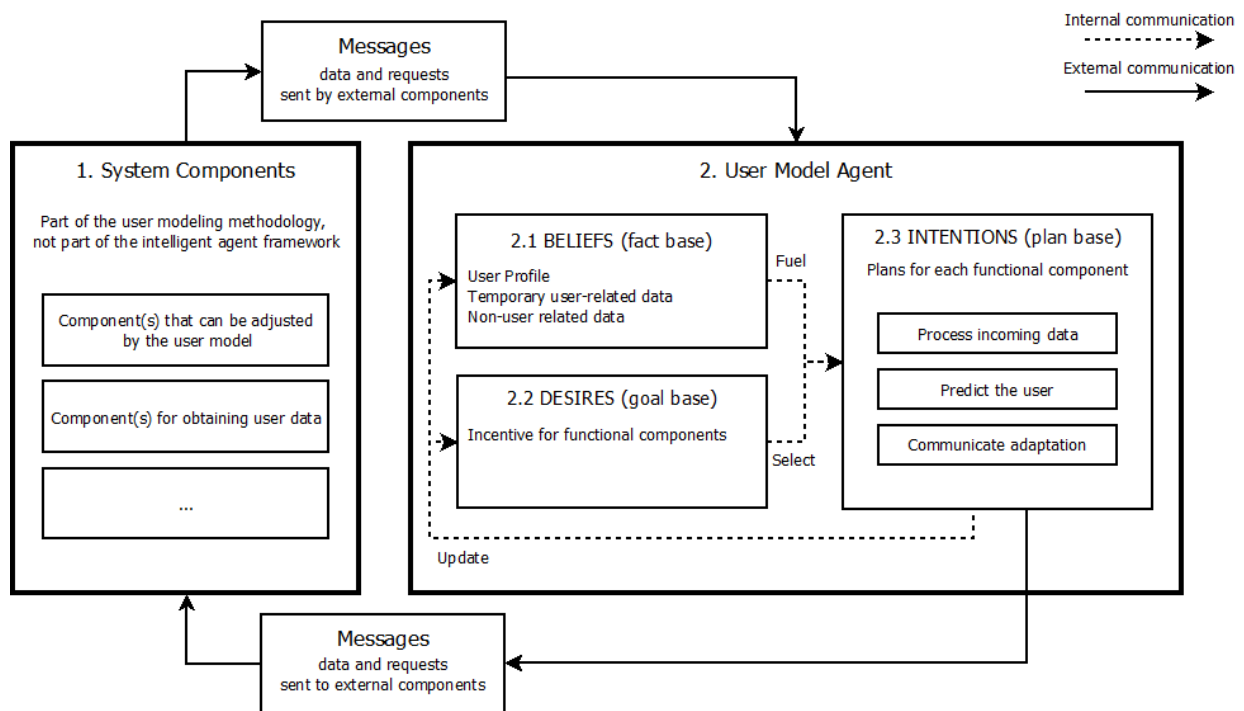 Internal communication
External communication
Messages
data and requests
sent by external components
1. System Components
Part of the user modeling methodology,
not part of the intelligent agent framework
Component(s) that can be adjusted
by the user model
Component(s) for obtaining user data
...
2. User Model Agent
2.1 BELIEFS (fact base)
User Profile
Temporary user-related data
Non-user related data
Fuel
2.2 DESIRES (goal base)
Incentive for functional components
Select
Update
2.3 INTENTIONS (plan base)
Plans for each functional component
Process incoming data
Predict the user
Communicate adaptation
Messages
data and requests
sent to external components